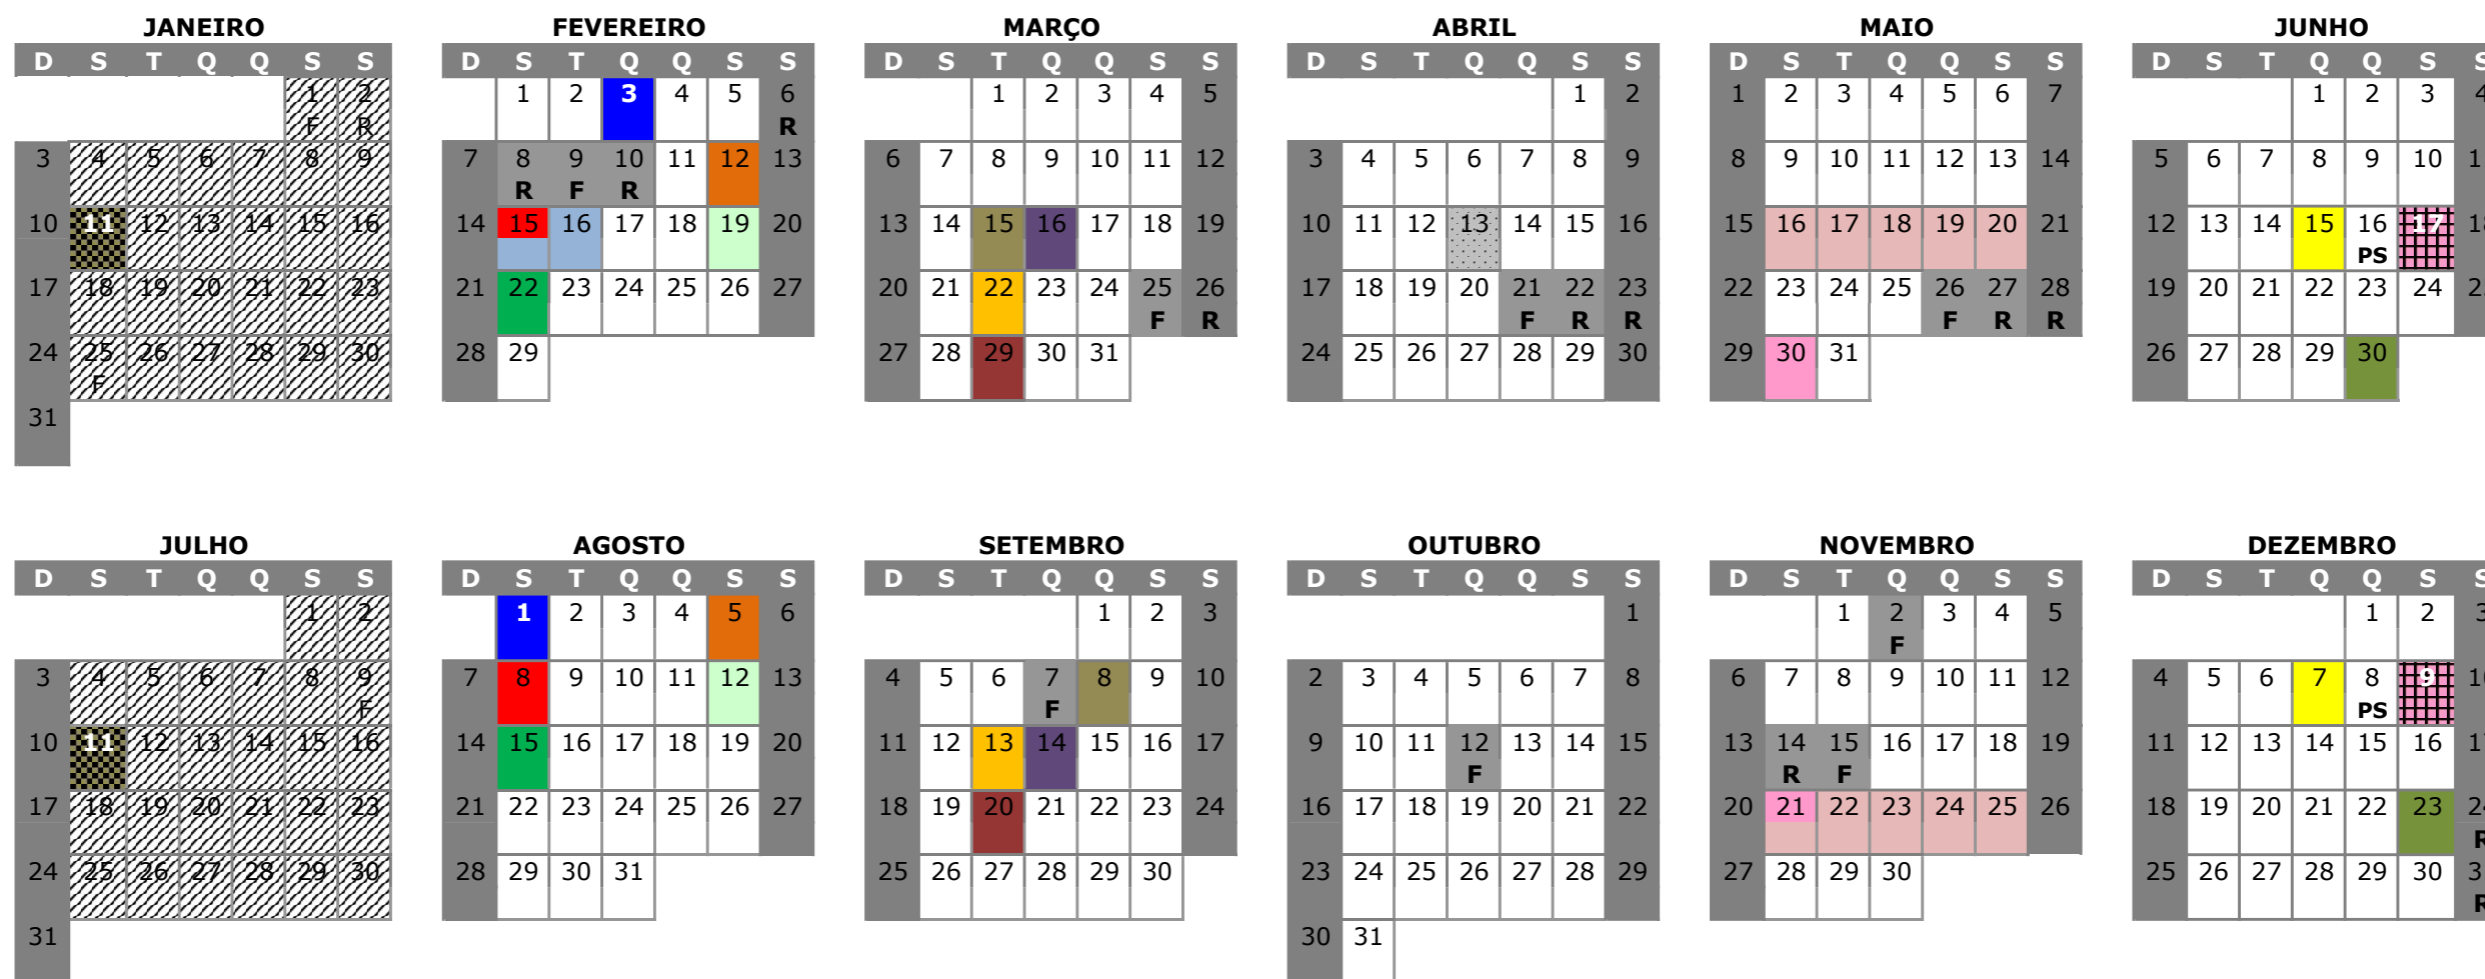 JANEIRO FEVEREIRO MARÇO ABRIL MAIO JUNHO
D S T Q Q S S D S T Q Q S S D S T Q Q S S D S T Q Q S S D S T Q Q S S D S T Q Q S S
1 2 1 2 3 4 5 6 1 2 3 4 5 1 2 1 2 3 4 5 6 7 1 2 3 4
F R R
3 4 5 6 7 8 9 7 8 9 10 11 12 13 6 7 8 9 10 11 12 3 4 5 6 7 8 9 8 9 10 11 12 13 14 5 6 7 8 9 10
R F R
10 11 12 13 14 15 16 14 15 16 17 18 19 20 13 14 15 16 17 18 19 10 11 12 13 14 15 16 15 16 17 18 19 20 21 12 13 14 15 16 17
PS
17 18 19 20 21 22 23 21 22 23 24 25 26 27 20 21 22 23 24 25 26 17 18 19 20 21 22 23 22 23 24 25 26 27 28 19 20 21 22 23 24
F R F R R F R R
24 25 26 27 28 29 30 28 29 27 28 29 30 31 24 25 26 27 28 29 30 29 30 31 26 27 28 29 30
F
31
JULHO AGOSTO SETEMBRO OUTUBRO NOVEMBRO DEZEMBRO
D S T Q Q S S D S T Q Q S S D S T Q Q S S D S T Q Q S S D S T Q Q S S D S T Q Q S S
1 2 1 2 3 4 5 6 1 2 3 1 1 2 3 4 5 1 2 3
F
3 4 5 6 7 8 9 7 8 9 10 11 12 13 4 5 6 7 8 9 10 2 3 4 5 6 7 8 6 7 8 9 10 11 12 4 5 6 7 8 9
F F PS
10 11 12 13 14 15 16 14 15 16 17 18 19 20 11 12 13 14 15 16 17 9 10 11 12 13 14 15 13 14 15 16 17 18 19 11 12 13 14 15 16
F R F
17 18 19 20 21 22 23 21 22 23 24 25 26 27 18 19 20 21 22 23 24 16 17 18 19 20 21 22 20 21 22 23 24 25 26 18 19 20 21 22 23
R
24 25 26 27 28 29 30 28 29 30 31 25 26 27 28 29 30 23 24 25 26 27 28 29 27 28 29 30 25 26 27 28 29 30
R
31 30 31